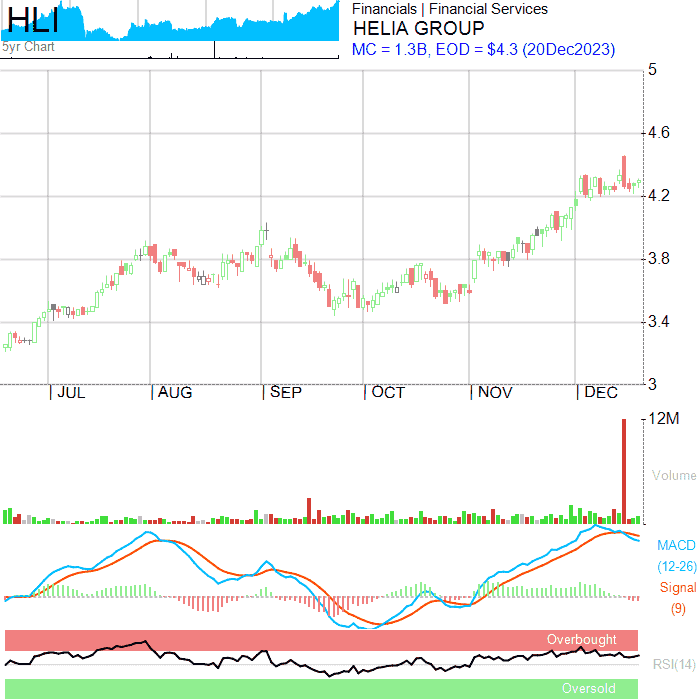 HLI
5yr Chart
Financials | Financial Services
HELIA GROUP
MC = 1.3B, EOD = $4.3 (20Dec2023)
5
4.6
4.2
3.8
3.4
3
JUL
AUG
SEP
OCT
NOV
DEC
12M
Volume
MACD
(12-26)
Signal
(9)
Overbought
RSI(14)
Oversold